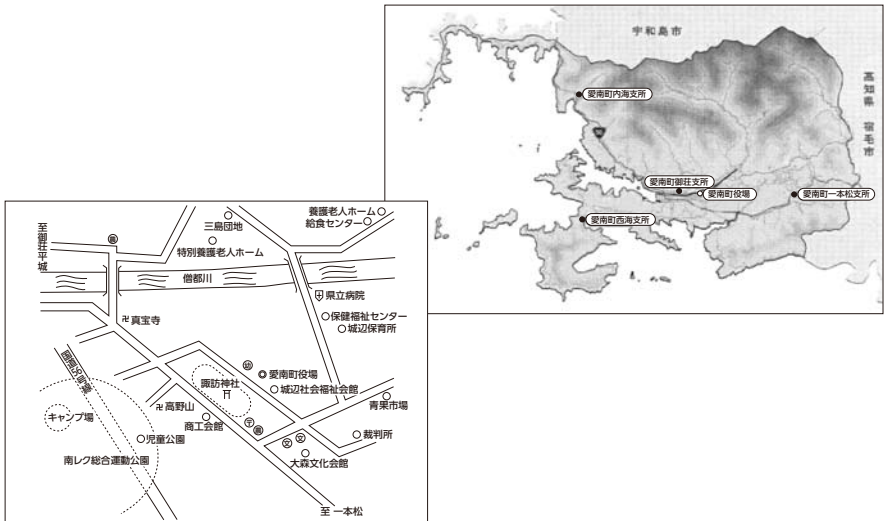 宇和島市
高知県 宿毛市
愛南町内海支所
56
愛南町御荘支所
愛南町役場
愛南町一本松支所
愛南町西海支所
至御荘平城
三島団地
養護老人ホーム
給食センター
特別養護老人ホーム
僧都川
県立病院
保健福祉センター
城辺保育所
卍真宝寺
国道56号線
幼
愛南町役場
諏訪神社
城辺社会福祉会館
青果市場
キャンプ場
卍高野山
商工会館
児童公園
〒
文
文
裁判所
大森文化会館
南レク総合運動公園
至 一本松